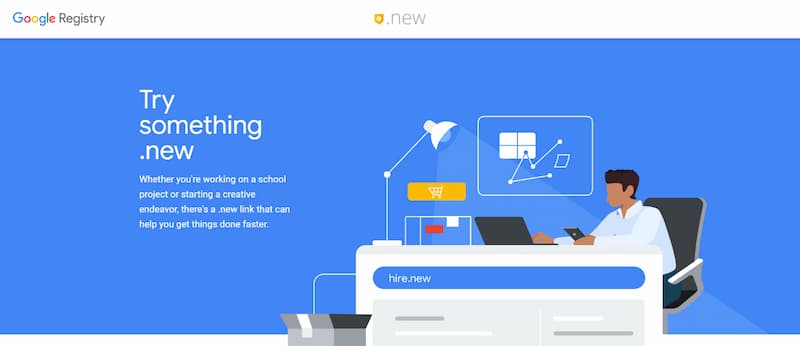 Google Registry
.new
Try
something
.new
Whether you're working on a school
project or starting a creative
endeavor, there's a .new link that can
help you get things done faster.
hire.new